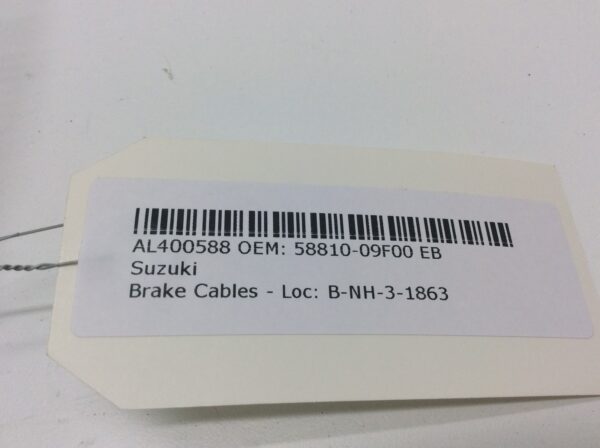 AL400588 OEM: 58810-09F00 EB
Suzuki
Brake Cables - Loc: B-NH-3-1863